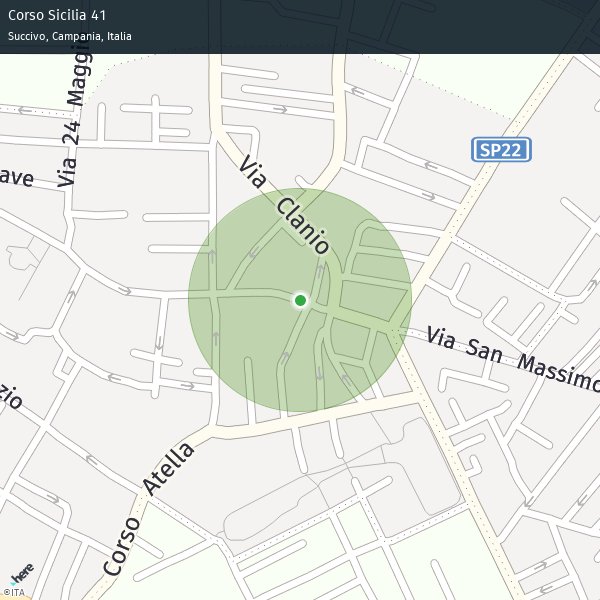 Corso Sicilia 41
Succivo, Campania, Italia
Via 24 Maggi
ave
Via Clanio
SP22
Via San Massimo
zio
Corso Atella
here
©ITA